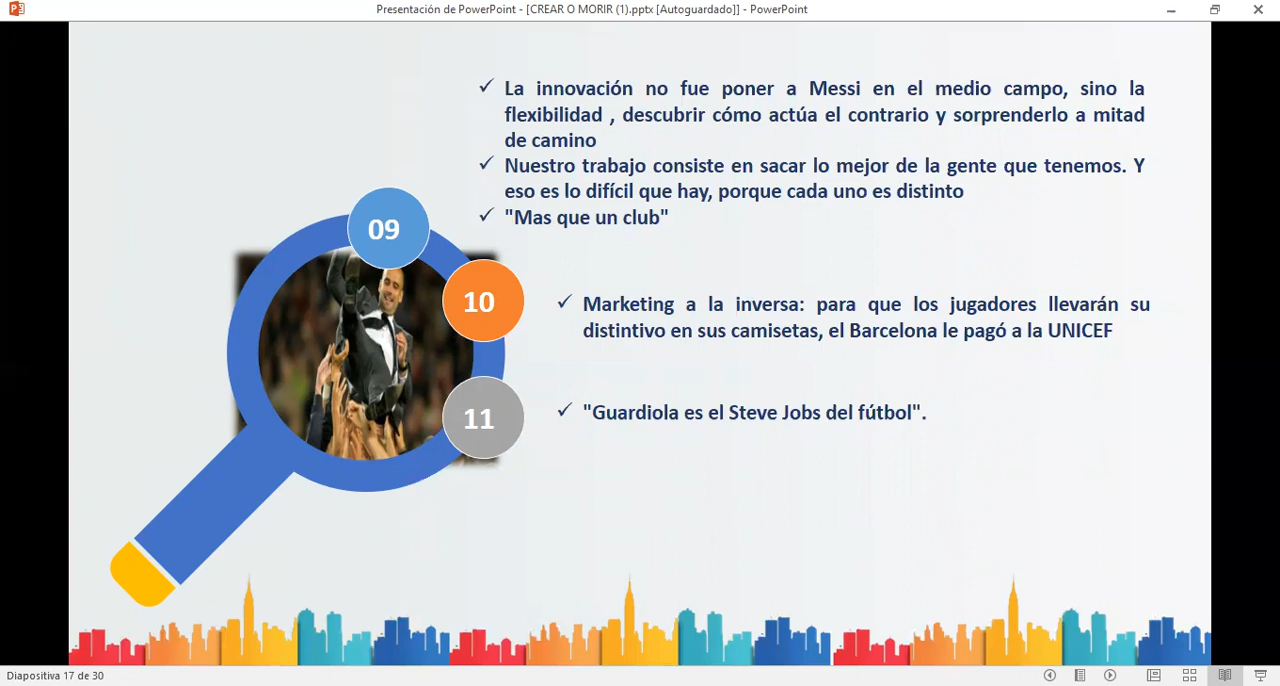 Presentación de PowerPoint - [CREAR O MORIR (1).pptx [Autoguardado]] - PowerPoint
✓ La innovación no fue poner a Messi en el medio campo, sino la
flexibilidad , descubrir cómo actúa el contrario y sorprenderlo a mitad
de camino
✓ Nuestro trabajo consiste en sacar lo mejor de la gente que tenemos. Y
eso es lo difícil que hay, porque cada uno es distinto
✓ "Mas que un club"
09
10
✓ Marketing a la inversa: para que los jugadores llevarán su
distintivo en sus camisetas, el Barcelona le pagó a la UNICEF
11
✓ "Guardiola es el Steve Jobs del fútbol".
Diapositiva 17 de 30